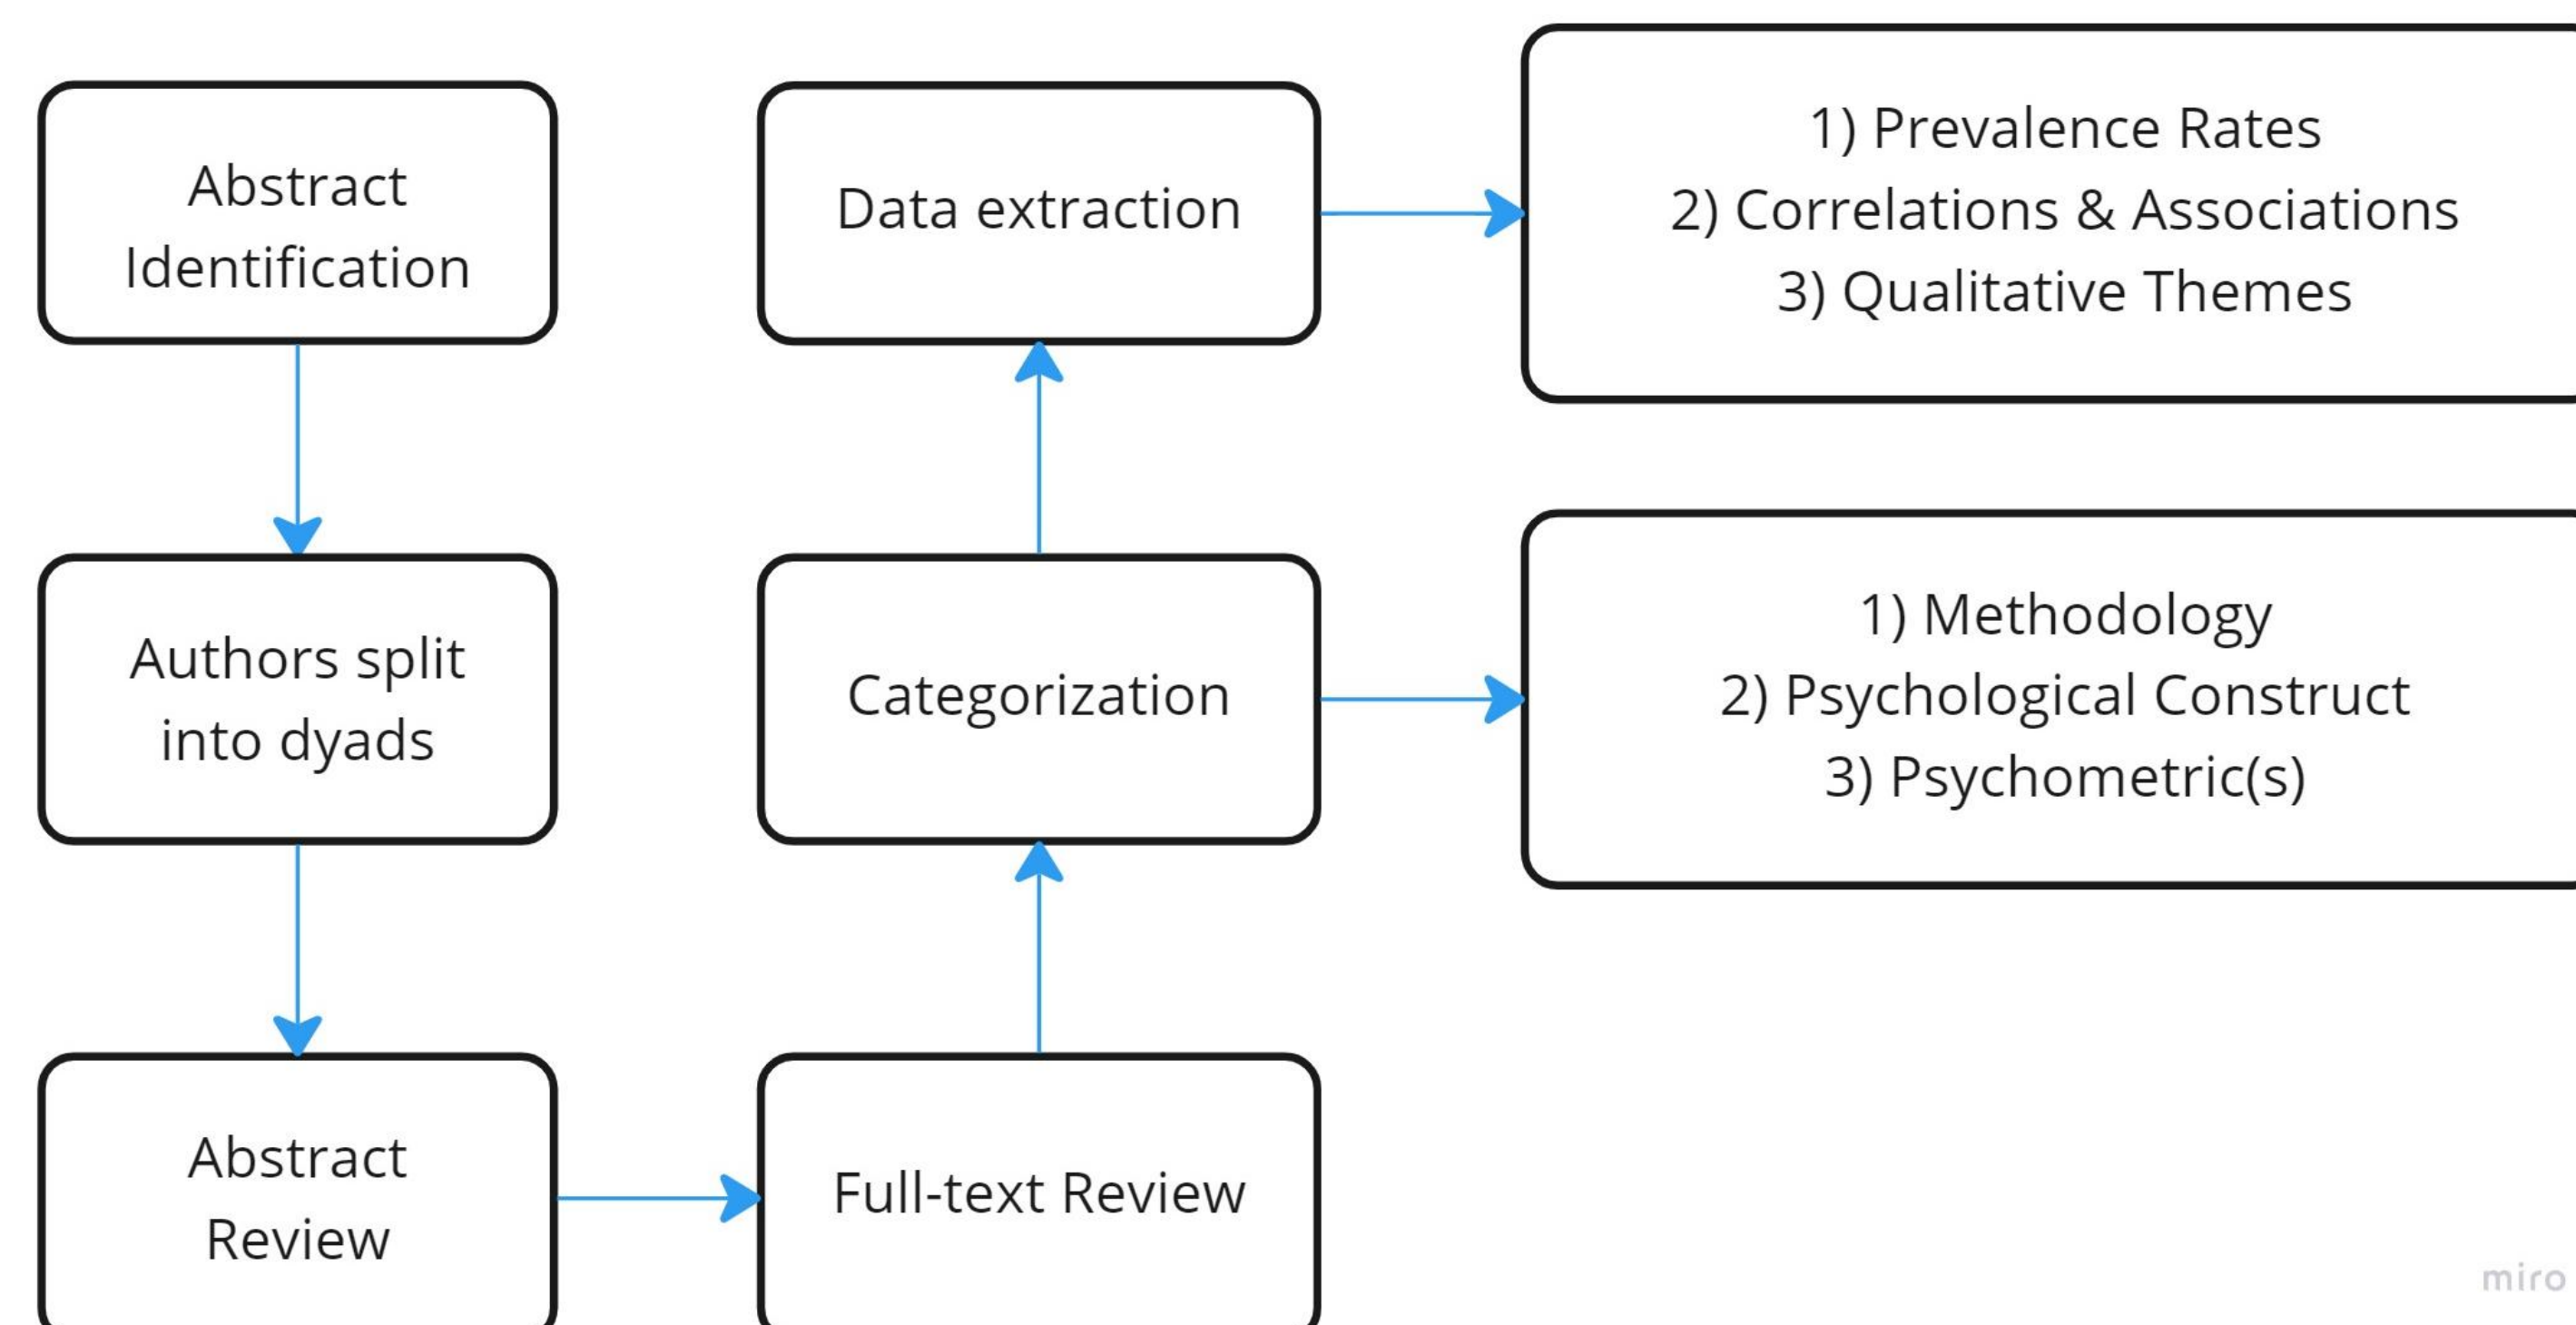 Abstract
Identification
Authors split
into dyads
Abstract
Review
Full-text Review
Categorization
Data extraction
1) Prevalence Rates
2) Correlations & Associations
3) Qualitative Themes
1) Methodology
2) Psychological Construct
3) Psychometric(s)
miro